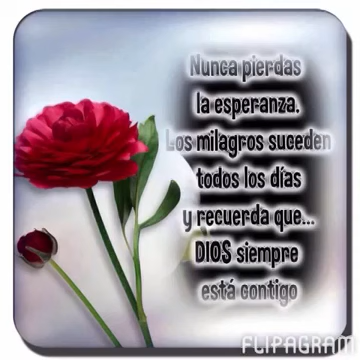 Nunca pierdas
la esperanza.
Los milagros suceden
todos los días
y recuerda que...
DIOS siempre
está contigo
FLIPAGRAM